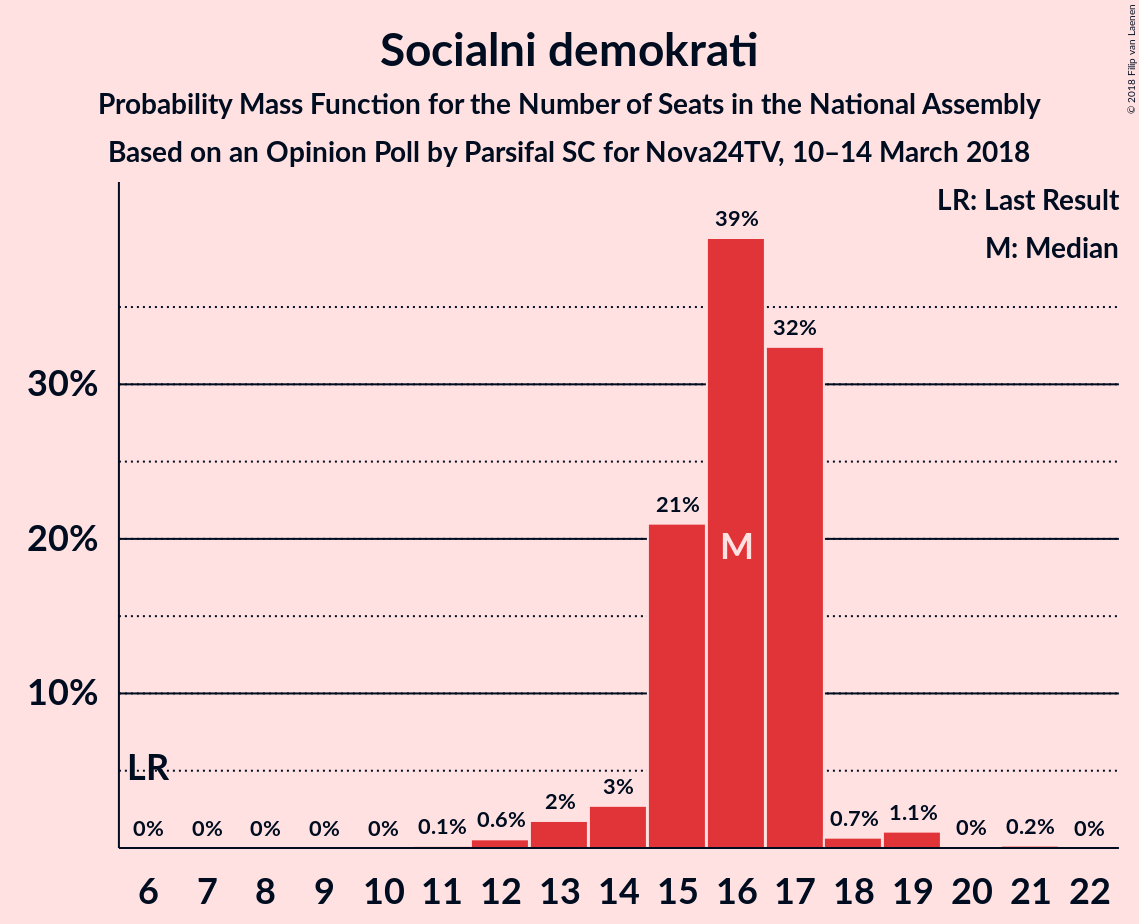 Socialni demokrati
Probability Mass Function for the Number of Seats in the National Assembly
Based on an Opinion Poll by Parsifal SC for Nova24TV, 10–14 March 2018
© 2018 Filip van Laenen
LR: Last Result
M: Median
39%
32%
30%
21%
20%
M
10%
LR
0% 0% 0% 0% 0% 0.1% 0.6% 2% 3% 0.7% 1.1% 0% 0.2% 0%
6 7 8 9 10 11 12 13 14 15 16 17 18 19 20 21 22